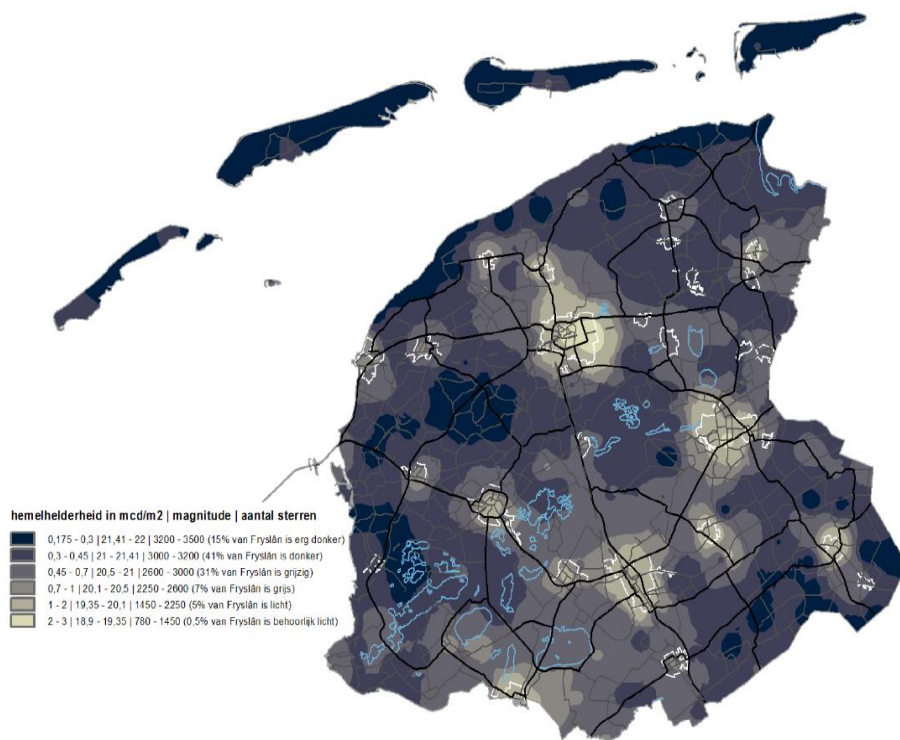 hemelhelderheid in mcd/m2 | magnitude | aantal sterren
0,175 - 0,3 | 21,41 - 22 | 3200 - 3500 (15% van Fryslân is erg donker)
0,3 - 0,45 | 21 - 21,41 | 3000 - 3200 (41% van Fryslân is donker)
0,45 - 0,7 | 20,5 - 21 | 2600 - 3000 (31% van Fryslân is grijzig)
0,7 - 1 | 20,1 - 20,5 | 2250 - 2600 (7% van Fryslân is grijs)
1 - 2 | 19,35 - 20,1 | 1450 - 2250 (5% van Fryslân is licht)
2 - 3 | 18,9 - 19,35 | 780 - 1450 (0,5% van Fryslân is behoorlijk licht)